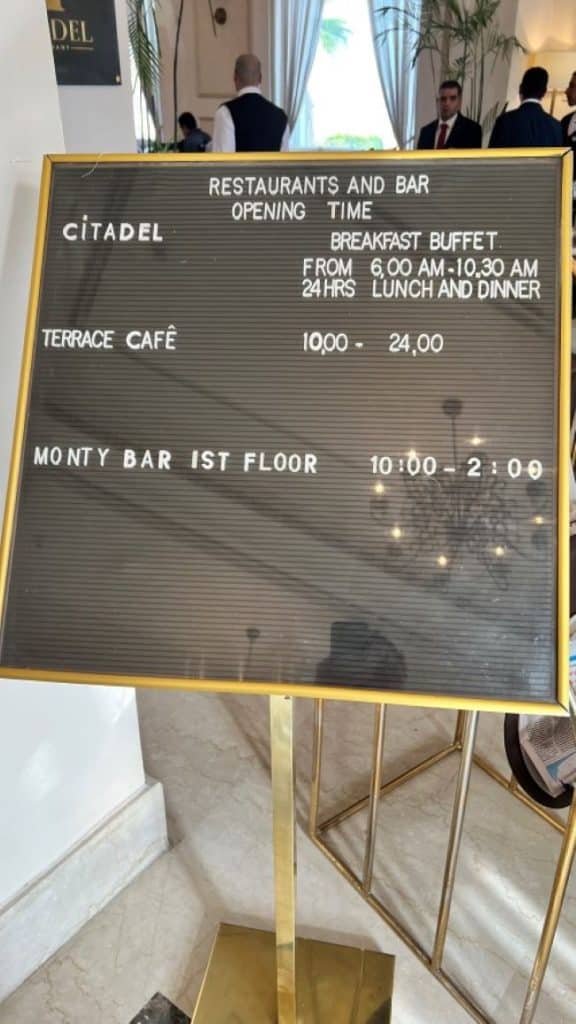 DEL
RESTAURANTS AND BAR
OPENING TIME
CiTADEL
BREAKFAST BUFFET
FROM 6,00 AM-10,30 AM
24HRS LUNCH AND DINNER
TERRACE CAFÊ 10,00 - 24,00
MONTY BAR 1ST FLOOR 10:00 - 2:00